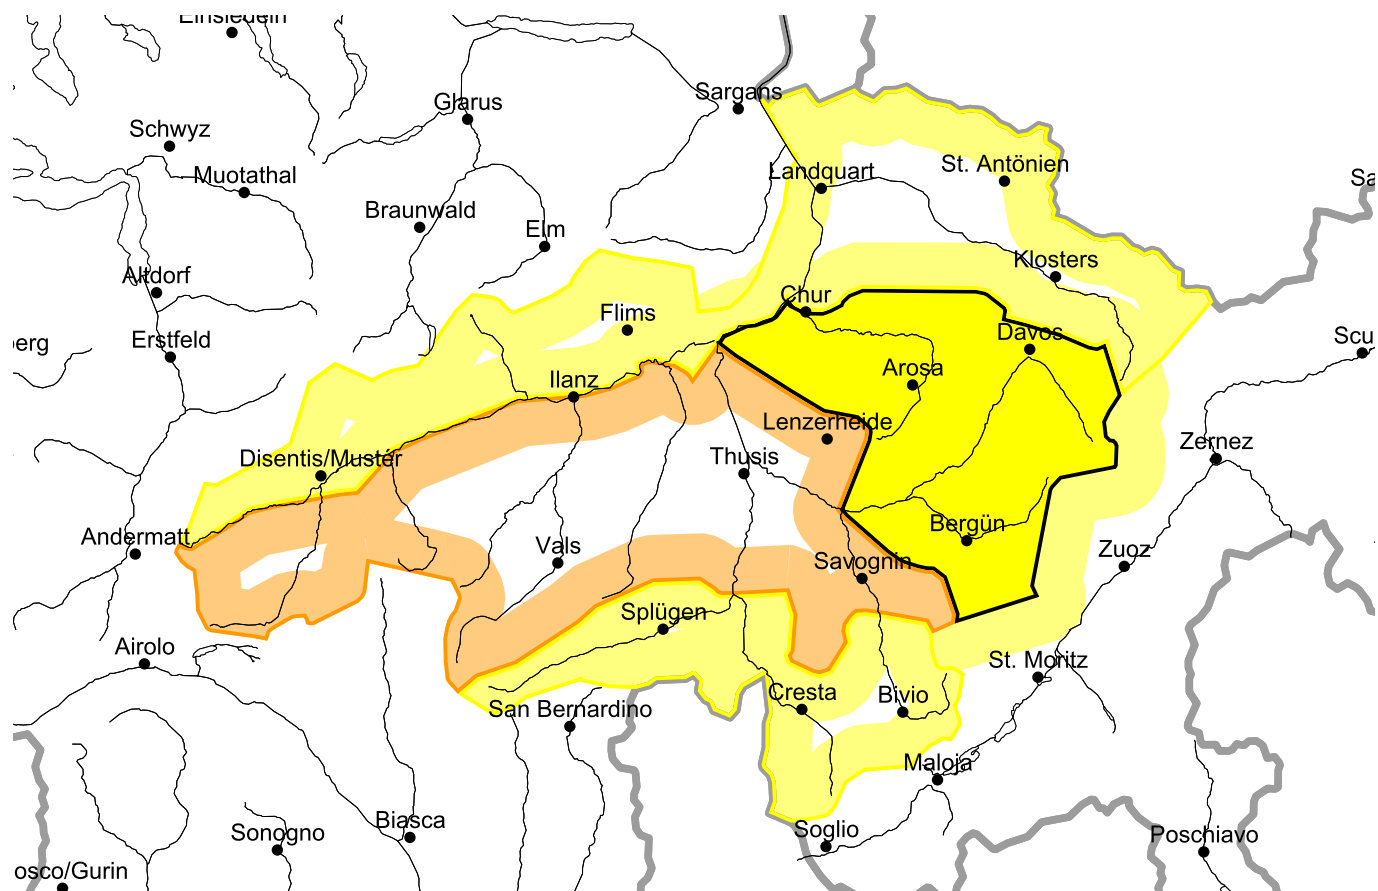 Einsiedeln
Sargans
Glarus
Schwyz
Muotathal
Landquart
St. Antönien
Braunwald
Elm
Klosters
Altdorf
Chur
Flims
Erstfeld
Davos
Arosa
Ilanz
Lenzerheide
Disentis/Mustér
Thusis
Zernez
Andermatt
Vals
Bergün
Savognin
Zuoz
Splügen
Airolo
St. Moritz
Cresta
Bivio
San Bernardino
Maloja
Biasca
Sonogno
Soglio
Poschiavo
osco/Gurin
Sa
erg
Scu